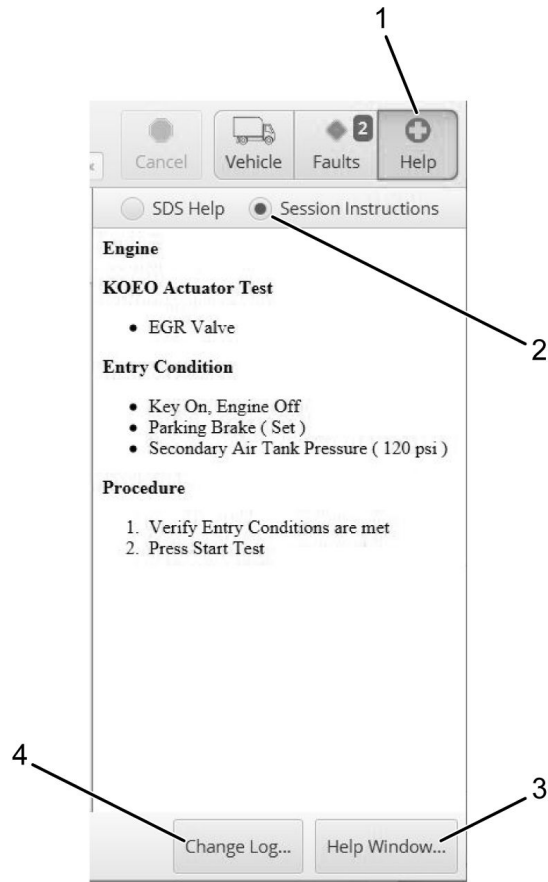 1
2
Cancel
Vehicle
Faults
Help
SDS Help
Session Instructions
Engine
KOEO Actuator Test
• EGR Valve
2
Entry Condition
• Key On, Engine Off
• Parking Brake ( Set )
• Secondary Air Tank Pressure ( 120 psi )
Procedure
1. Verify Entry Conditions are met
2. Press Start Test
4
3
Change Log...
Help Window...